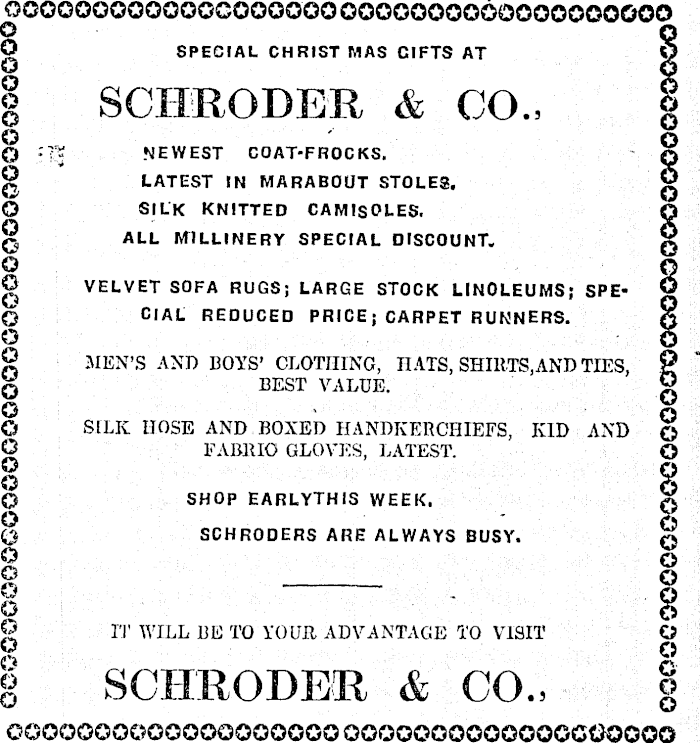 SPECIAL CHRIST MAS GIFTS AT
SCHRODER & CO.,
NEWEST COAT-FROCKS.
LATEST IN MARABOUT STOLES.
SILK KNITTED CAMISOLES.
ALL MILLINERY SPECIAL DISCOUNT.
VELVET SOFA RUGS; LARGE STOCK LINOLEUMS; SPE-
CIAL REDUCED PRICE; CARPET RUNNERS.
MEN'S AND BOYS' CLOTHING, HATS, SHIRTS,AND TIES,
BEST VALUE.
SILK HOSE AND BOXED HANDKERCHIEFS, KID AND
FABRIC GLOVES, LATEST.
SHOP EARLYTHIS WEEK.
SCHRODERS ARE ALWAYS BUSY.
IT WILL BE TO YOUR ADVANTAGE TO VISIT
SCHRODER & CO.,